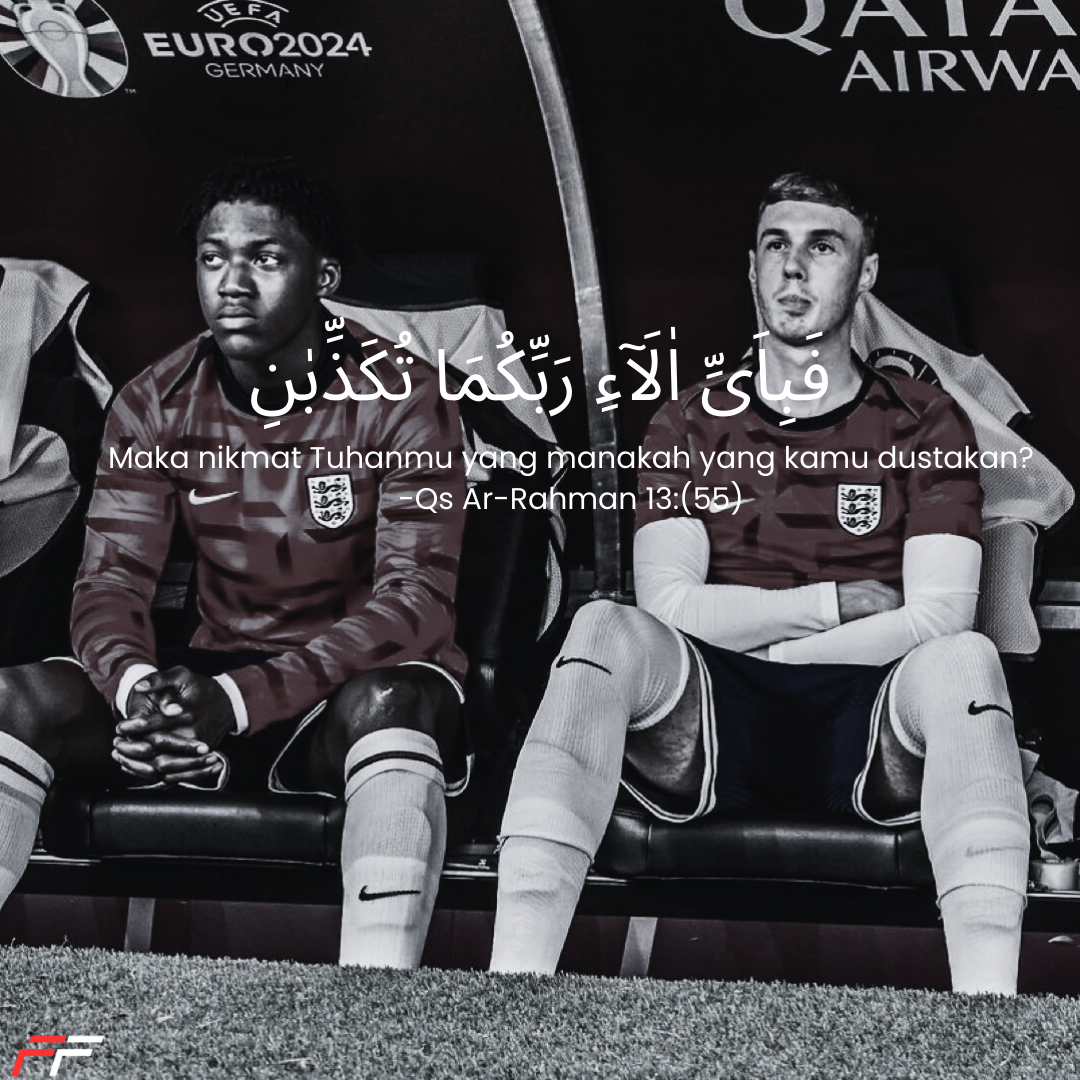 UEFA
EURO2024
GERMANY
QATA
AIRWA
فَبِاَىِّ اٰلَاۤءِ رَبِّكُمَا تُكَذِّبٰنِ
Maka nikmat Tuhanmu yang manakah yang kamu dustakan?
-Qs Ar-Rahman 13:(55)
FF